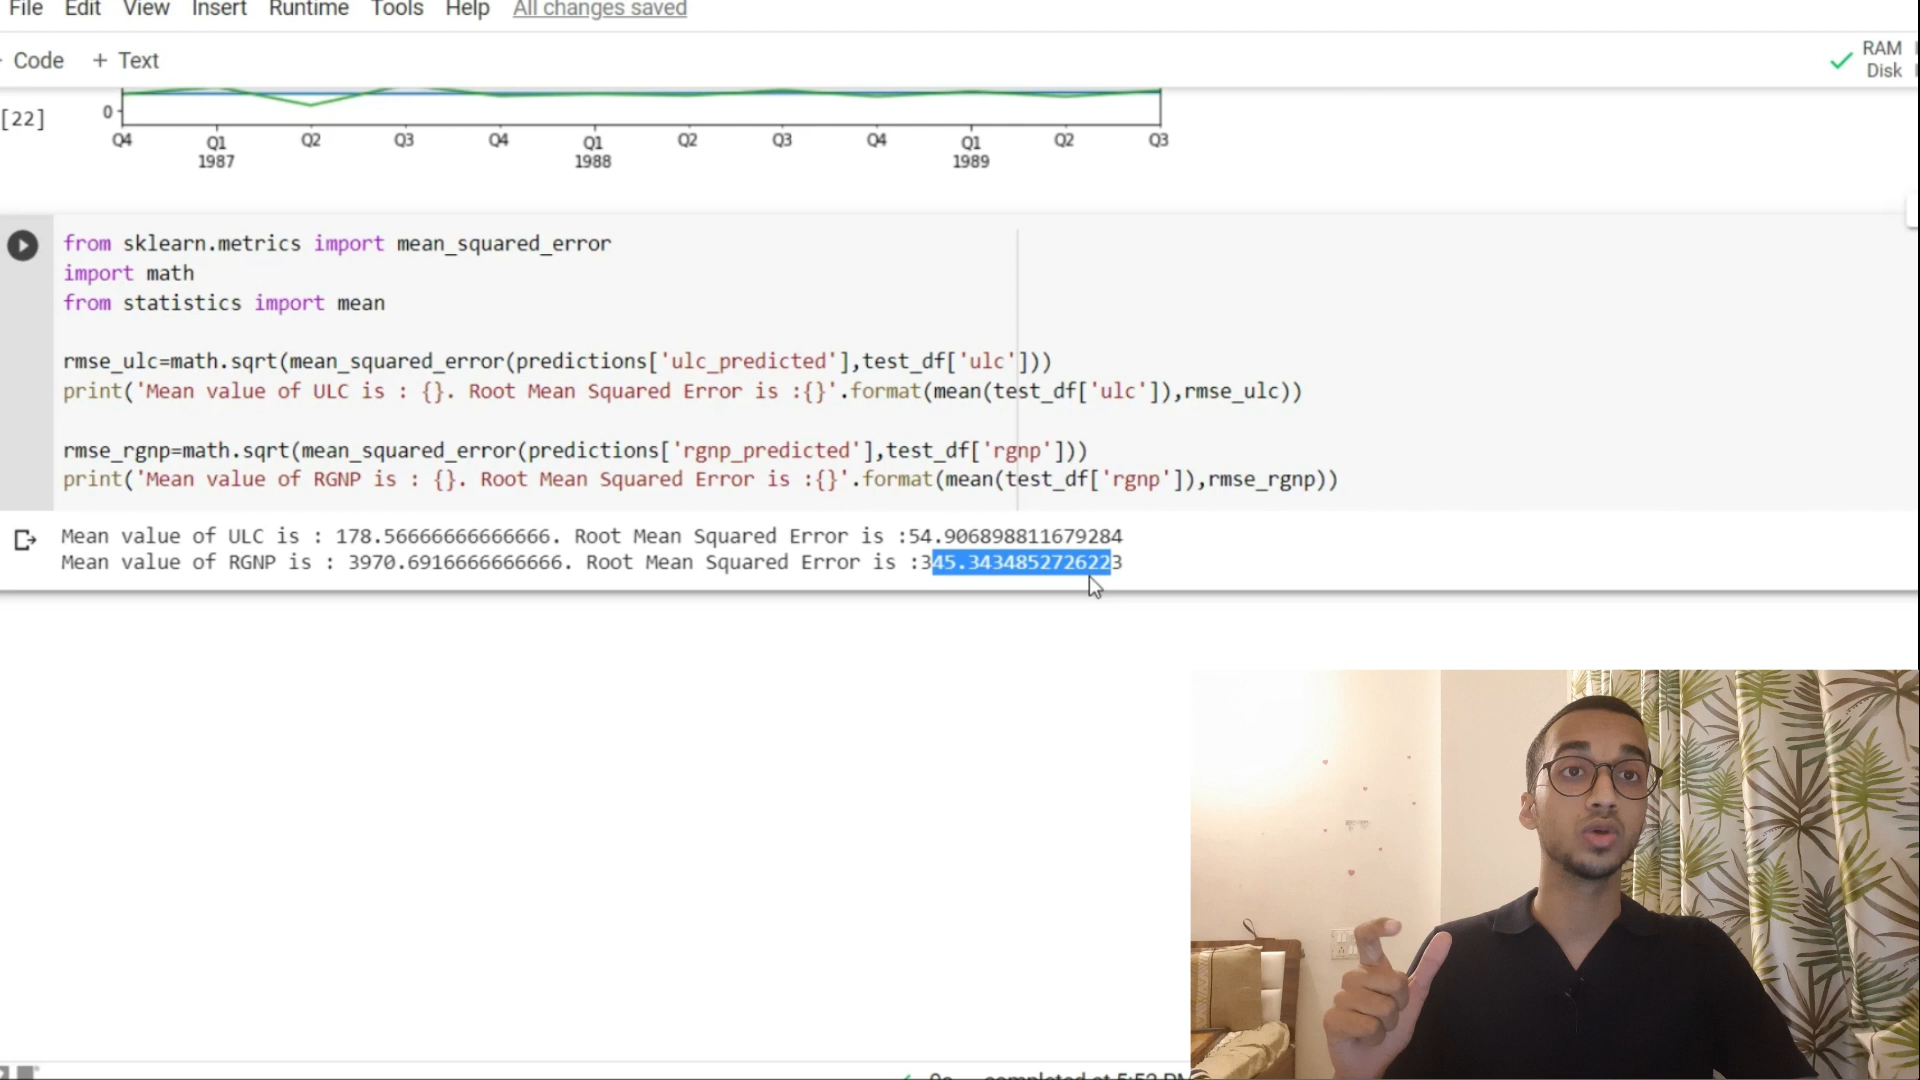 File Edit View Insert Runtime Tools Help All changes saved
Code + Text
RAM
Disk
[22]
0
Q4 Q1 Q2 Q3 Q4 Q1 Q2 Q3 Q4 Q1 Q2 Q3
1987 1988 1989
from sklearn.metrics import mean_squared_error
import math
from statistics import mean
rmse_ulc=math.sqrt(mean_squared_error(predictions['ulc_predicted'],test_df['ulc']))
print('Mean value of ULC is : {}. Root Mean Squared Error is :{}'.format(mean(test_df['ulc']),rmse_ulc))
rmse_rgnp=math.sqrt(mean_squared_error(predictions['rgnp_predicted'],test_df['rgnp']))
print('Mean value of RGNP is : {}. Root Mean Squared Error is :{}'.format(mean(test_df['rgnp']),rmse_rgnp))
Mean value of ULC is : 178.56666666666666. Root Mean Squared Error is :54.906898811679284
Mean value of RGNP is : 3970.6916666666666. Root Mean Squared Error is :345.3434852726223
0s completed at 5:52 PM